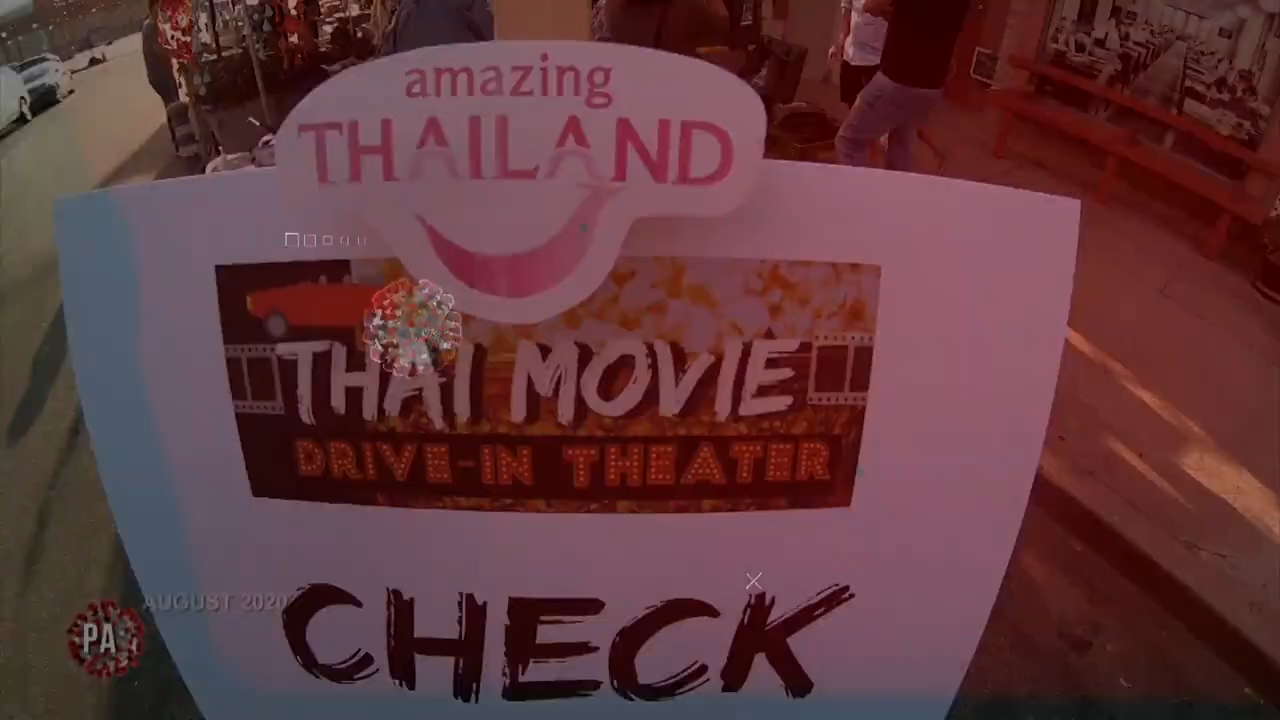 amazing
THAILAND
THAI MOVIE
DRIVE-IN THEATER
CHECK
AUGUST 2020
PA